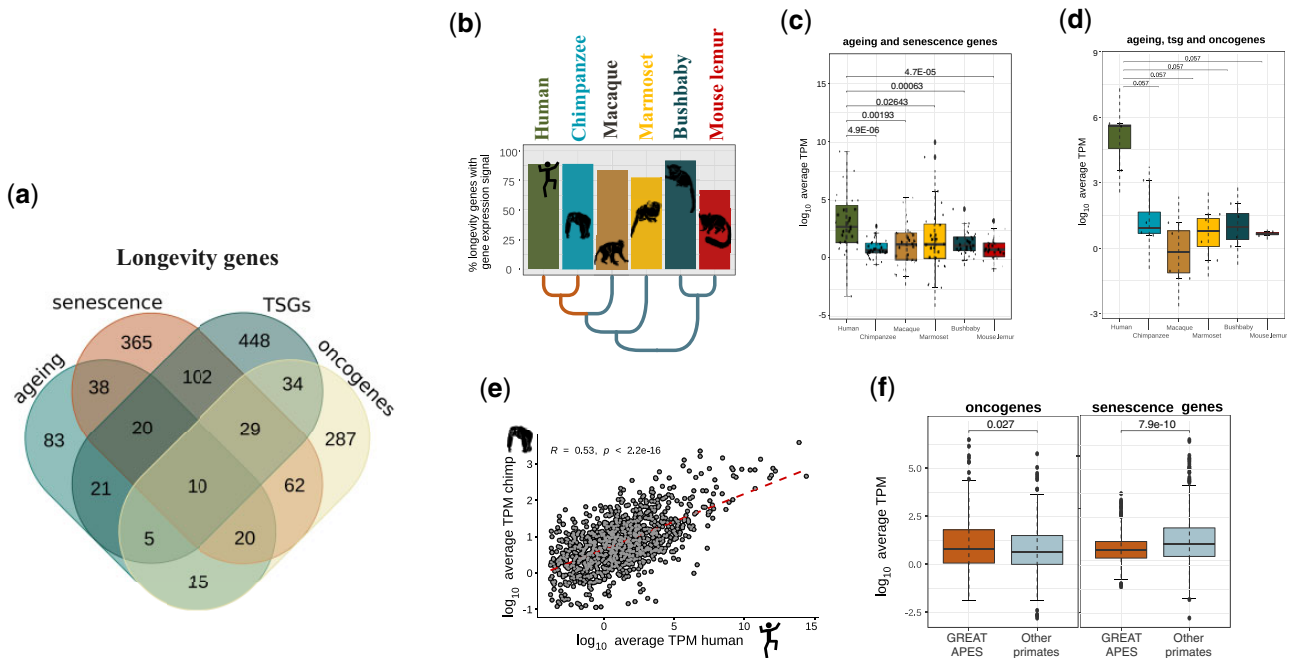 (a)
Longevity genes
senescence
TSGs
ageing
oncogenes
365
448
38
102
34
83
20
29
287
21
10
62
5
20
15
(b)
Human
Chimpanzee
Macaque
Marmoset
Bushbaby
Mouse lemur
% longevity genes with
gene expression signal
100
75
50
25
0
(c)
ageing and senescence genes
log10 average TPM
15
10
5
0
-5
4.7E-05
0.00063
0.02643
0.00193
4.9E-06
Human
Chimpanzee
Macaque
Marmoset
Bushbaby
Mouse lemur
(d)
ageing, tsg and oncogenes
log10 average TPM
9
6
3
0
-3
0.057
0.057
0.057
0.057
0.057
Human
Chimpanzee
Macaque
Marmoset
Bushbaby
Mouse lemur
(e)
R = 0.53, p < 2.2e-16
log10 average TPM chimp
3
2
1
0
-1
0
5
10
15
log10 average TPM human
(f)
oncogenes
senescence genes
0.027
7.9e-10
log10 average TPM
7.5
5.0
2.5
0.0
-2.5
GREAT APES
Other primates
GREAT APES
Other primates